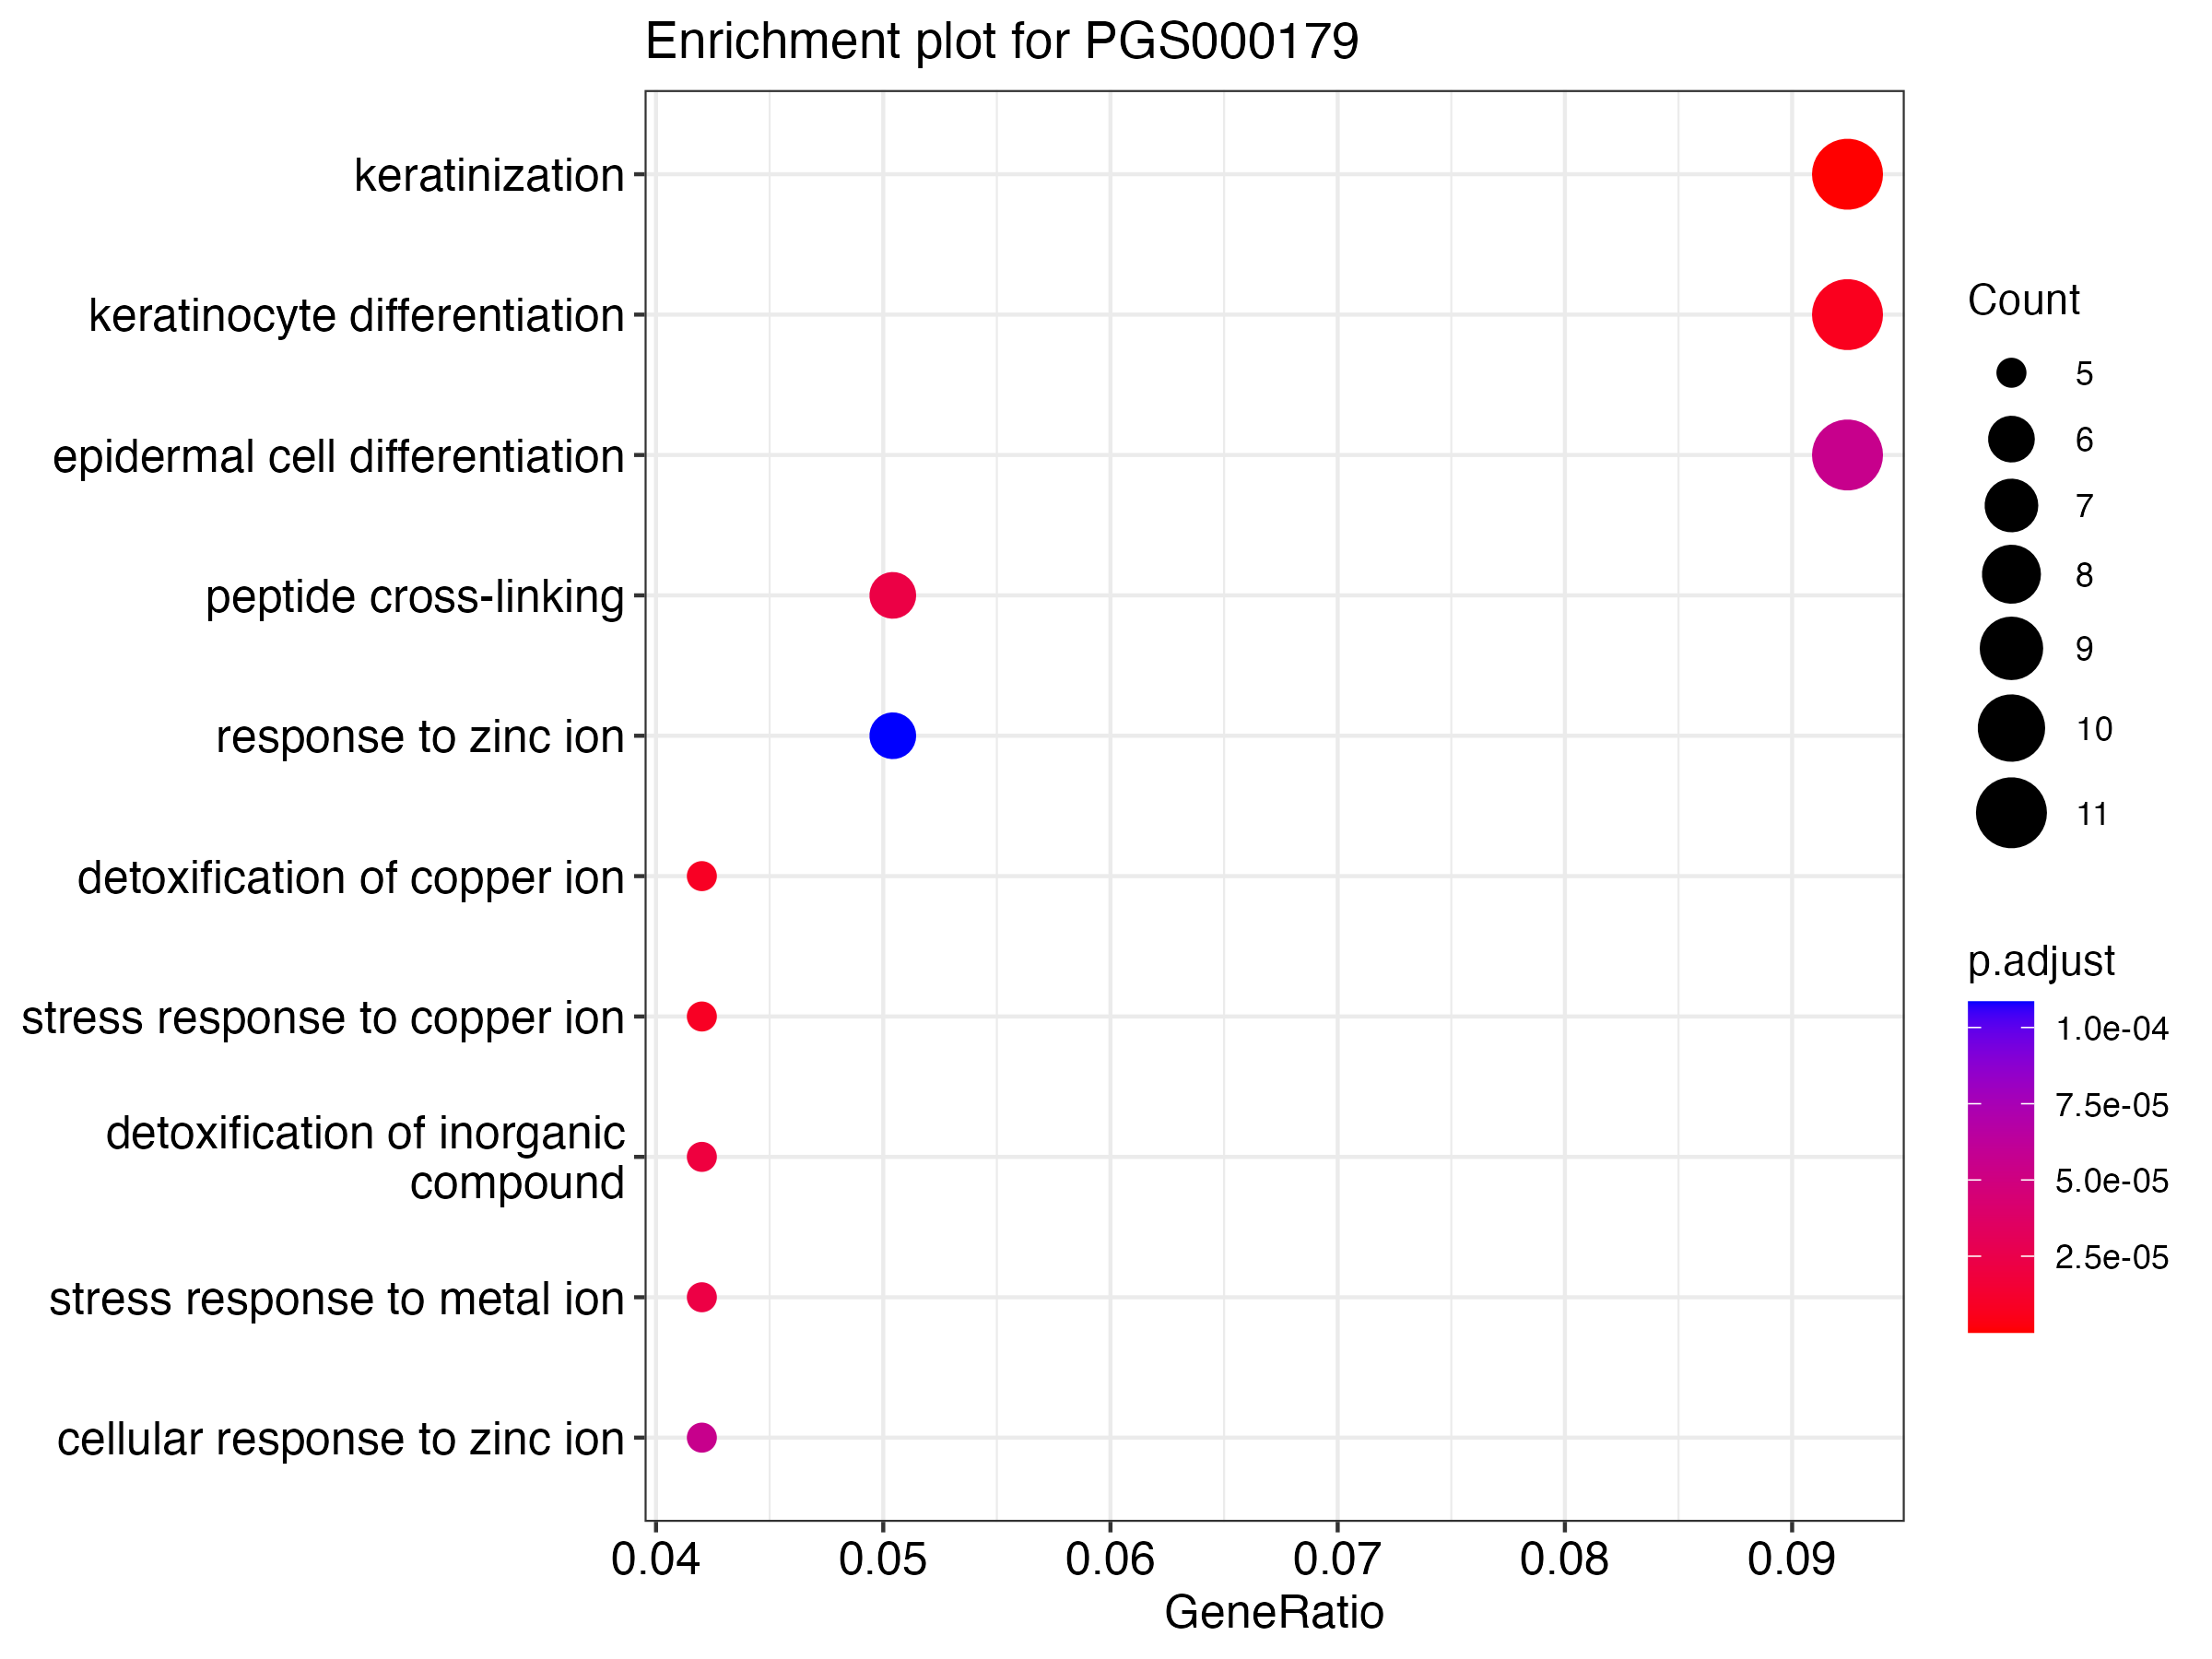 Enrichment plot for PGS000179
keratinization
keratinocyte differentiation
epidermal cell differentiation
peptide cross-linking
response to zinc ion
detoxification of copper ion
stress response to copper ion
detoxification of inorganic
compound
stress response to metal ion
cellular response to zinc ion
0.04 0.05 0.06 0.07 0.08 0.09
GeneRatio
Count
5
6
7
8
9
10
11
p.adjust
1.0e-04
7.5e-05
5.0e-05
2.5e-05